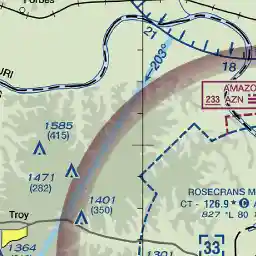 Forbes
21
URI
203°
18
AMAZO
233 AZN
1585
(415)
1471
(282)
ROSECRANS M
CT - 126.9 C A
827 L 80
1401
(350)
Troy
1364
1301
33